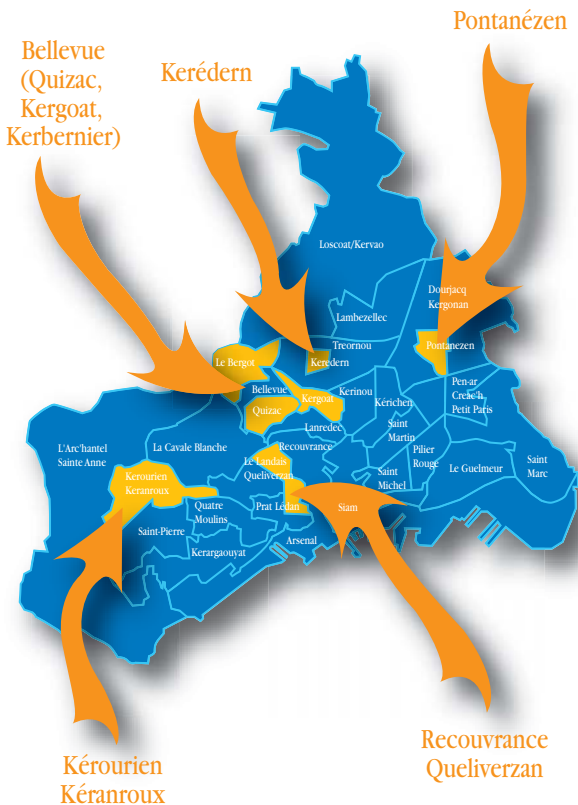 Pontanézen
Bellevue
(Quizac,
Kergoat,
Kerbernier)
Kerédern
Loscoat/Kervao
Dourjacq
Kergonan
Lambezellec
Treornou
Pontanezen
Le Bergot
Keredern
Bellevue
Kergoat
Kerinou
Pen-ar
Creac'h
Petit Paris
Quizac
Kérichen
Lanredec
Saint
Martin
L'Arc'hantel
Sainte Anne
La Cavale Blanche
Recouvrance
Pilier
Rouge
Saint
Marc
Le Landais
Queliverzan
Saint
Michel
Le Guelmeur
Kerourien
Keranroux
Quatre
Moulins
Prat Lédan
Siam
Saint-Pierre
Arsenal
Kerargaouyat
Recouvrance
Queliverzan
Kérourien
Kéranroux